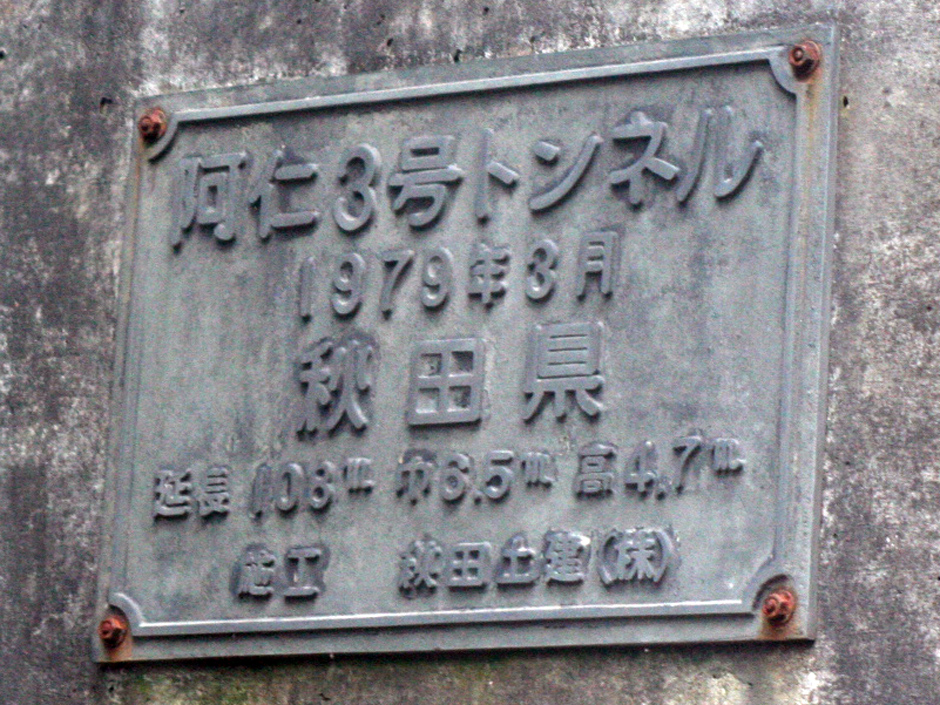 阿仁3号トンネル
1979年3月
秋田県
延長 108m 巾6.5m 高4.7m
施工 秋田土建(株)